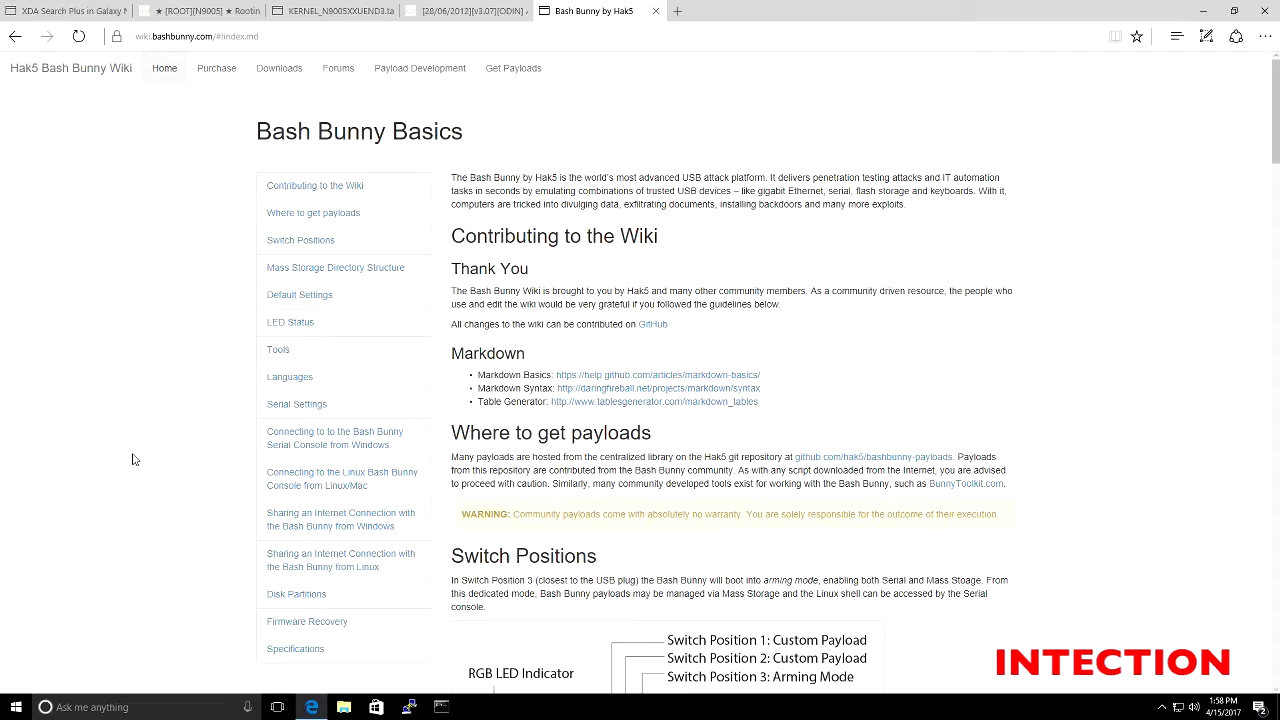 XDA Search Plus in Galaxy N
★ [ROOT][N9005] ★ Rootin
KERNEL_N9005XXUEND3.ta
[28/06/2012][v3.07][ODIN]
Bash Bunny by Hak5
wiki.bashbunny.com/#!index.md
Hak5 Bash Bunny Wiki Home Purchase Downloads Forums Payload Development Get Payloads
Bash Bunny Basics
Contributing to the Wiki
Where to get payloads
Switch Positions
Mass Storage Directory Structure
Default Settings
LED Status
Tools
Languages
Serial Settings
Connecting to to the Bash Bunny
Serial Console from Windows
Connecting to the Linux Bash Bunny
Console from Linux/Mac
Sharing an Internet Connection with
the Bash Bunny from Windows
Sharing an Internet Connection with
the Bash Bunny from Linux
Disk Partitions
Firmware Recovery
Specifications
The Bash Bunny by Hak5 is the world's most advanced USB attack platform. It delivers penetration testing attacks and IT automation
tasks in seconds by emulating combinations of trusted USB devices – like gigabit Ethernet, serial, flash storage and keyboards. With it,
computers are tricked into divulging data, exfiltrating documents, installing backdoors and many more exploits.
Contributing to the Wiki
Thank You
The Bash Bunny Wiki is brought to you by Hak5 and many other community members. As a community driven resource, the people who
use and edit the wiki would be very grateful if you followed the guidelines below.
All changes to the wiki can be contributed on GitHub
Markdown
• Markdown Basics: https://help.github.com/articles/markdown-basics/
• Markdown Syntax: http://daringfireball.net/projects/markdown/syntax
• Table Generator: http://www.tablesgenerator.com/markdown_tables
Where to get payloads
Many payloads are hosted from the centralized library on the Hak5 git repository at github.com/hak5/bashbunny-payloads. Payloads
from this repository are contributed from the Bash Bunny community. As with any script downloaded from the Internet, you are advised
to proceed with caution. Similarly, many community developed tools exist for working with the Bash Bunny, such as BunnyToolkit.com.
WARNING: Community payloads come with absolutely no warranty. You are solely responsible for the outcome of their execution.
Switch Positions
In Switch Position 3 (closest to the USB plug) the Bash Bunny will boot into arming mode, enabling both Serial and Mass Stoage. From
this dedicated mode, Bash Bunny payloads may be managed via Mass Storage and the Linux shell can be accessed by the Serial
console.
Switch Position 1: Custom Payload
Switch Position 2: Custom Payload
Switch Position 3: Arming Mode
RGB LED Indicator
INTECTION
Ask me anything
1:58 PM
4/15/2017
2